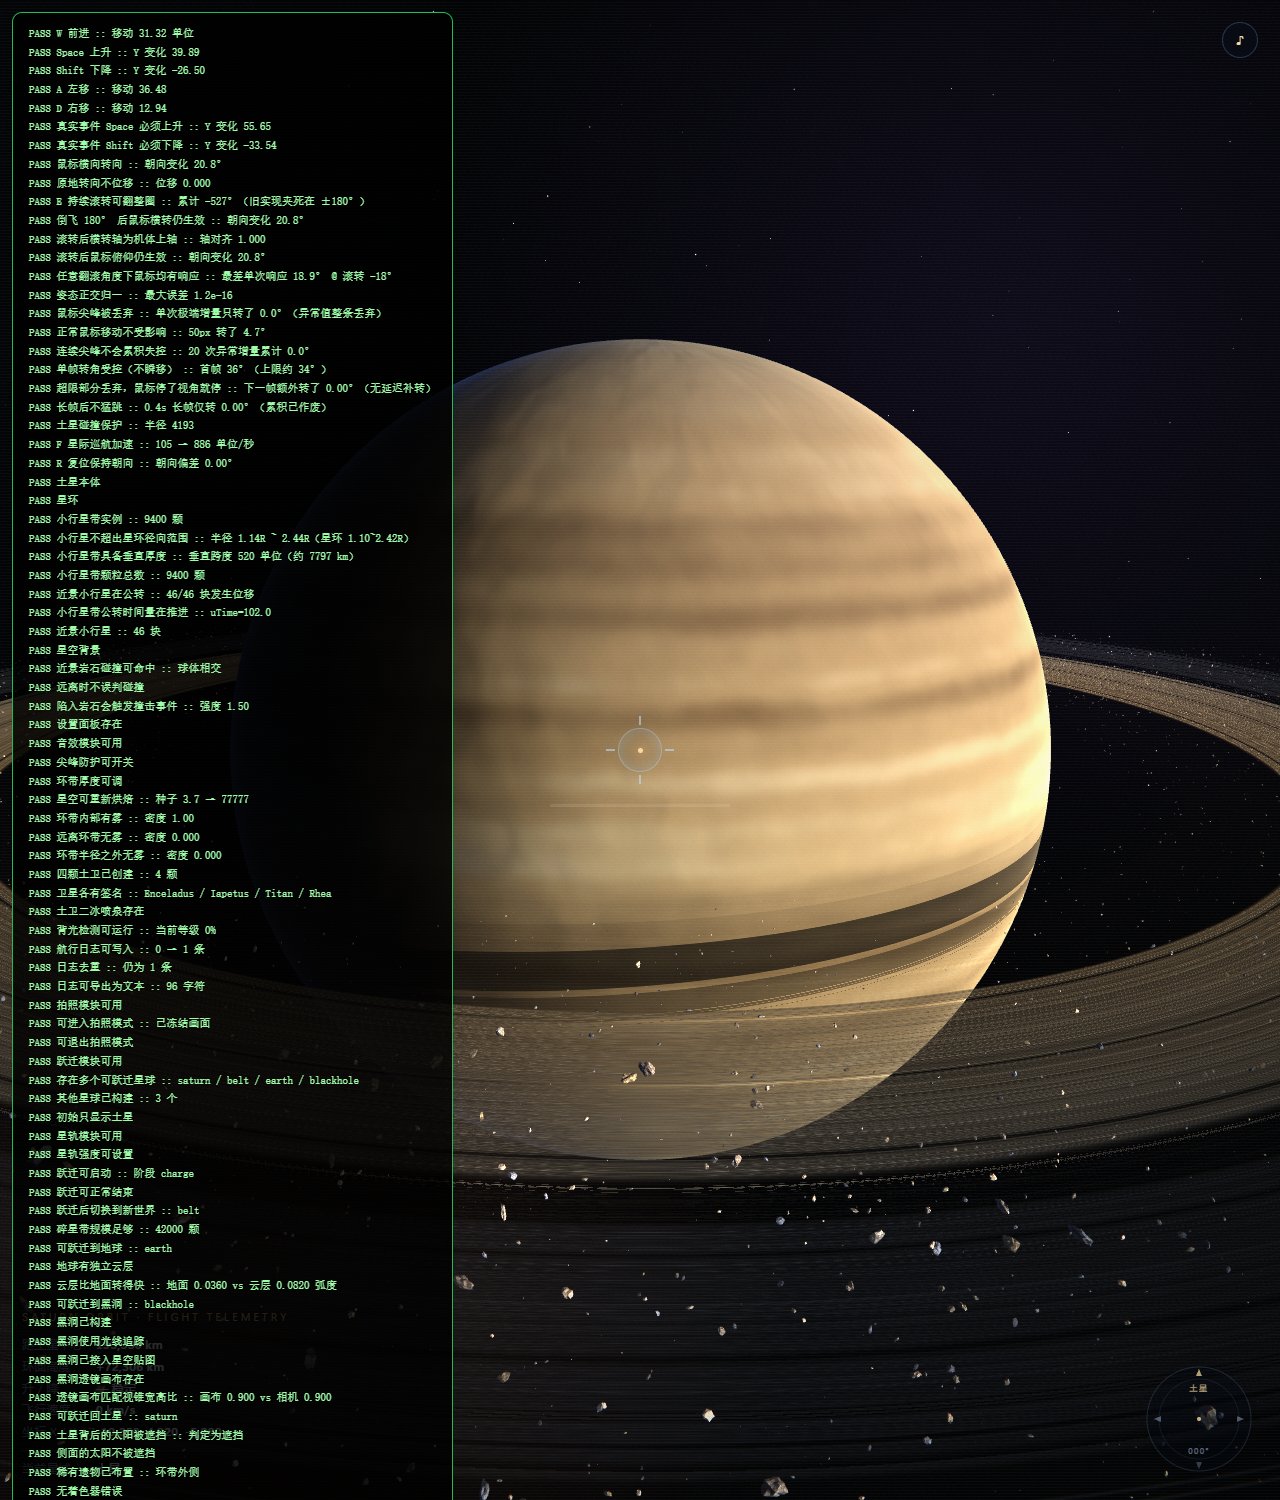 PASS W 前进 :: 移动 31.32 单位
PASS Space 上升 :: Y 变化 39.89
PASS Shift 下降 :: Y 变化 -26.50
PASS A 左移 :: 移动 36.48
PASS D 右移 :: 移动 12.94
PASS 真实事件 Space 必须上升 :: Y 变化 55.65
PASS 真实事件 Shift 必须下降 :: Y 变化 -33.54
PASS 鼠标横向转向 :: 朝向变化 20.8°
PASS 原地转向不位移 :: 位移 0.000
PASS E 持续滚转可翻整圈 :: 累计 -527° (旧实现夹死在 ±180°)
PASS 倒飞 180° 后鼠标横转仍生效 :: 朝向变化 20.8°
PASS 滚转后横转轴为机体上轴 :: 轴对齐 1.000
PASS 滚转后鼠标俯仰仍生效 :: 朝向变化 20.8°
PASS 任意翻滚角度下鼠标均有响应 :: 最差单次响应 18.9° @ 滚转 -18°
PASS 姿态正交归一 :: 最大误差 1.2e-16
PASS 鼠标尖峰被丢弃 :: 单次极端增量只转了 0.0° (异常值整条丢弃)
PASS 正常鼠标移动不受影响 :: 50px 转了 4.7°
PASS 连续尖峰不会累积失控 :: 20 次异常增量累计 0.0°
PASS 单帧转角受控(不瞬移) :: 首帧 36° (上限约 34°)
PASS 超限部分丢弃，鼠标停了视角就停 :: 下一帧额外转了 0.00° (无延迟补转)
PASS 长帧后不猛跳 :: 0.4s 长帧仅转 0.00° (累积已作废)
PASS 土星碰撞保护 :: 半径 4193
PASS F 星际巡航加速 :: 105 → 886 单位/秒
PASS R 复位保持朝向 :: 朝向偏差 0.00°
PASS 土星本体
PASS 星环
PASS 小行星带实例 :: 9400 颗
PASS 小行星不超出星环径向范围 :: 半径 1.14R ~ 2.44R(星环 1.10~2.42R)
PASS 小行星带具备垂直厚度 :: 垂直跨度 520 单位(约 7797 km)
PASS 小行星带颗粒总数 :: 9400 颗
PASS 近景小行星在公转 :: 46/46 块发生位移
PASS 小行星带公转时间量在推进 :: uTime=102.0
PASS 近景小行星 :: 46 块
PASS 星空背景
PASS 近景岩石碰撞可命中 :: 球体相交
PASS 远离时不误判碰撞
PASS 陷入岩石会触发撞击事件 :: 强度 1.50
PASS 设置面板存在
PASS 音效模块可用
PASS 尖峰防护可开关
PASS 环带厚度可调
PASS 星空可重新烘焙 :: 种子 3.7 → 77777
PASS 环带内部有雾 :: 密度 1.00
PASS 远离环带无雾 :: 密度 0.000
PASS 环带半径之外无雾 :: 密度 0.000
PASS 四颗土卫已创建 :: 4 颗
PASS 卫星各有签名 :: Enceladus / Iapetus / Titan / Rhea
PASS 土卫二冰喷泉存在
PASS 背光检测可运行 :: 当前等级 0%
PASS 航行日志可写入 :: 0 → 1 条
PASS 日志去重 :: 仍为 1 条
PASS 日志可导出为文本 :: 96 字符
PASS 拍照模块可用
PASS 可进入拍照模式 :: 已冻结画面
PASS 可退出拍照模式
PASS 跃迁模块可用
PASS 存在多个可跃迁星球 :: saturn / belt / earth / blackhole
PASS 其他星球已构建 :: 3 个
PASS 初始只显示土星
PASS 星轨模块可用
PASS 星轨强度可设置
PASS 跃迁可启动 :: 阶段 charge
PASS 跃迁可正常结束
PASS 跃迁后切换到新世界 :: belt
PASS 碎星带规模足够 :: 42000 颗
PASS 可跃迁到地球 :: earth
PASS 地球有独立云层
PASS 云层比地面转得快 :: 地面 0.0360 vs 云层 0.0820 弧度
PASS 可跃迁到黑洞 :: blackhole
PASS 黑洞已构建
PASS 黑洞使用光线追踪
PASS 黑洞已接入星空贴图
PASS 黑洞透镜画布存在
PASS 透镜画布匹配视锥宽高比 :: 画布 0.900 vs 相机 0.900
PASS 可跃迁回土星 :: saturn
PASS 土星背后的太阳被遮挡 :: 判定为遮挡
PASS 侧面的太阳不被遮挡
PASS 稀有遗物已布置 :: 环带外侧
PASS 无着色器错误
FLIGHT TELEMETRY
km
♪
土星
000°